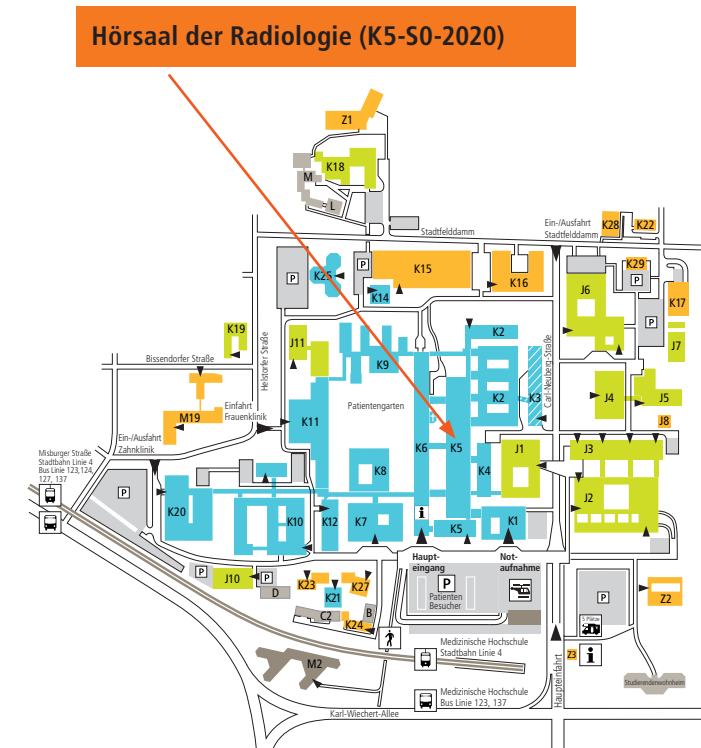 Hörsaal der Radiologie (K5-S0-2020)
Z1
K18
M
L
Stadtfelddamm
Ein-/Ausfahrt
Stadtfelddamm
K28
K22
P
K25
P
K15
K14
K16
K29
P
K17
J6
P
J7
K19
Helstorfer Straße
J11
K9
K2
K2
K3
Carl-Neuberg-Straße
Bissendorfer Straße
M19
Einfahrt
Frauenklinik
K11
Patientengarten
J4
J5
J8
Ein-/Ausfahrt
Zahnklinik
K6
K5
K4
J1
J3
Misburger Straße
Stadtbahn Linie 4
Bus Linie 123,124,
127, 137
P
K20
K10
K8
K12
K7
i
K5
K1
J2
J10
P
D
K23
K21
K27
C2
K24
B
Haupt-
eingang
Not-
aufnahme
P
Patienten
Besucher
P
5 Plätze
Z2
M2
Medizinische Hochschule
Stadtbahn Linie 4
Z3
i
Haupteinfahrt
Studierendenwohnheim
Medizinische Hochschule
Bus Linie 123, 137
Karl-Wiechert-Allee